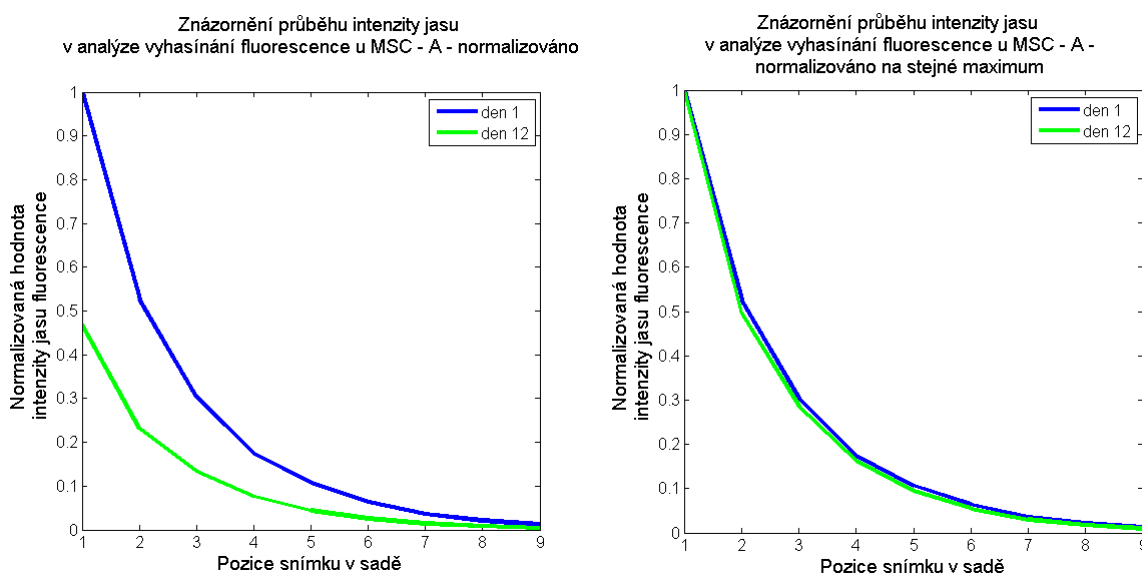 Znázornění průběhu intenzity jasu
v analýze vyhasínání fluorescence u MSC - A - normalizováno
den 1
den 12
1
0.9
0.8
0.7
0.6
0.5
0.4
0.3
0.2
0.1
0
Normalizovaná hodnota
intenzity jasu fluorescence
1 2 3 4 5 6 7 8 9
Pozice snímku v sadě
Znázornění průběhu intenzity jasu
v analýze vyhasínání fluorescence u MSC - A -
normalizováno na stejné maximum
den 1
den 12
1
0.9
0.8
0.7
0.6
0.5
0.4
0.3
0.2
0.1
0
Normalizovaná hodnota
intenzity jasu fluorescence
1 2 3 4 5 6 7 8 9
Pozice snímku v sadě